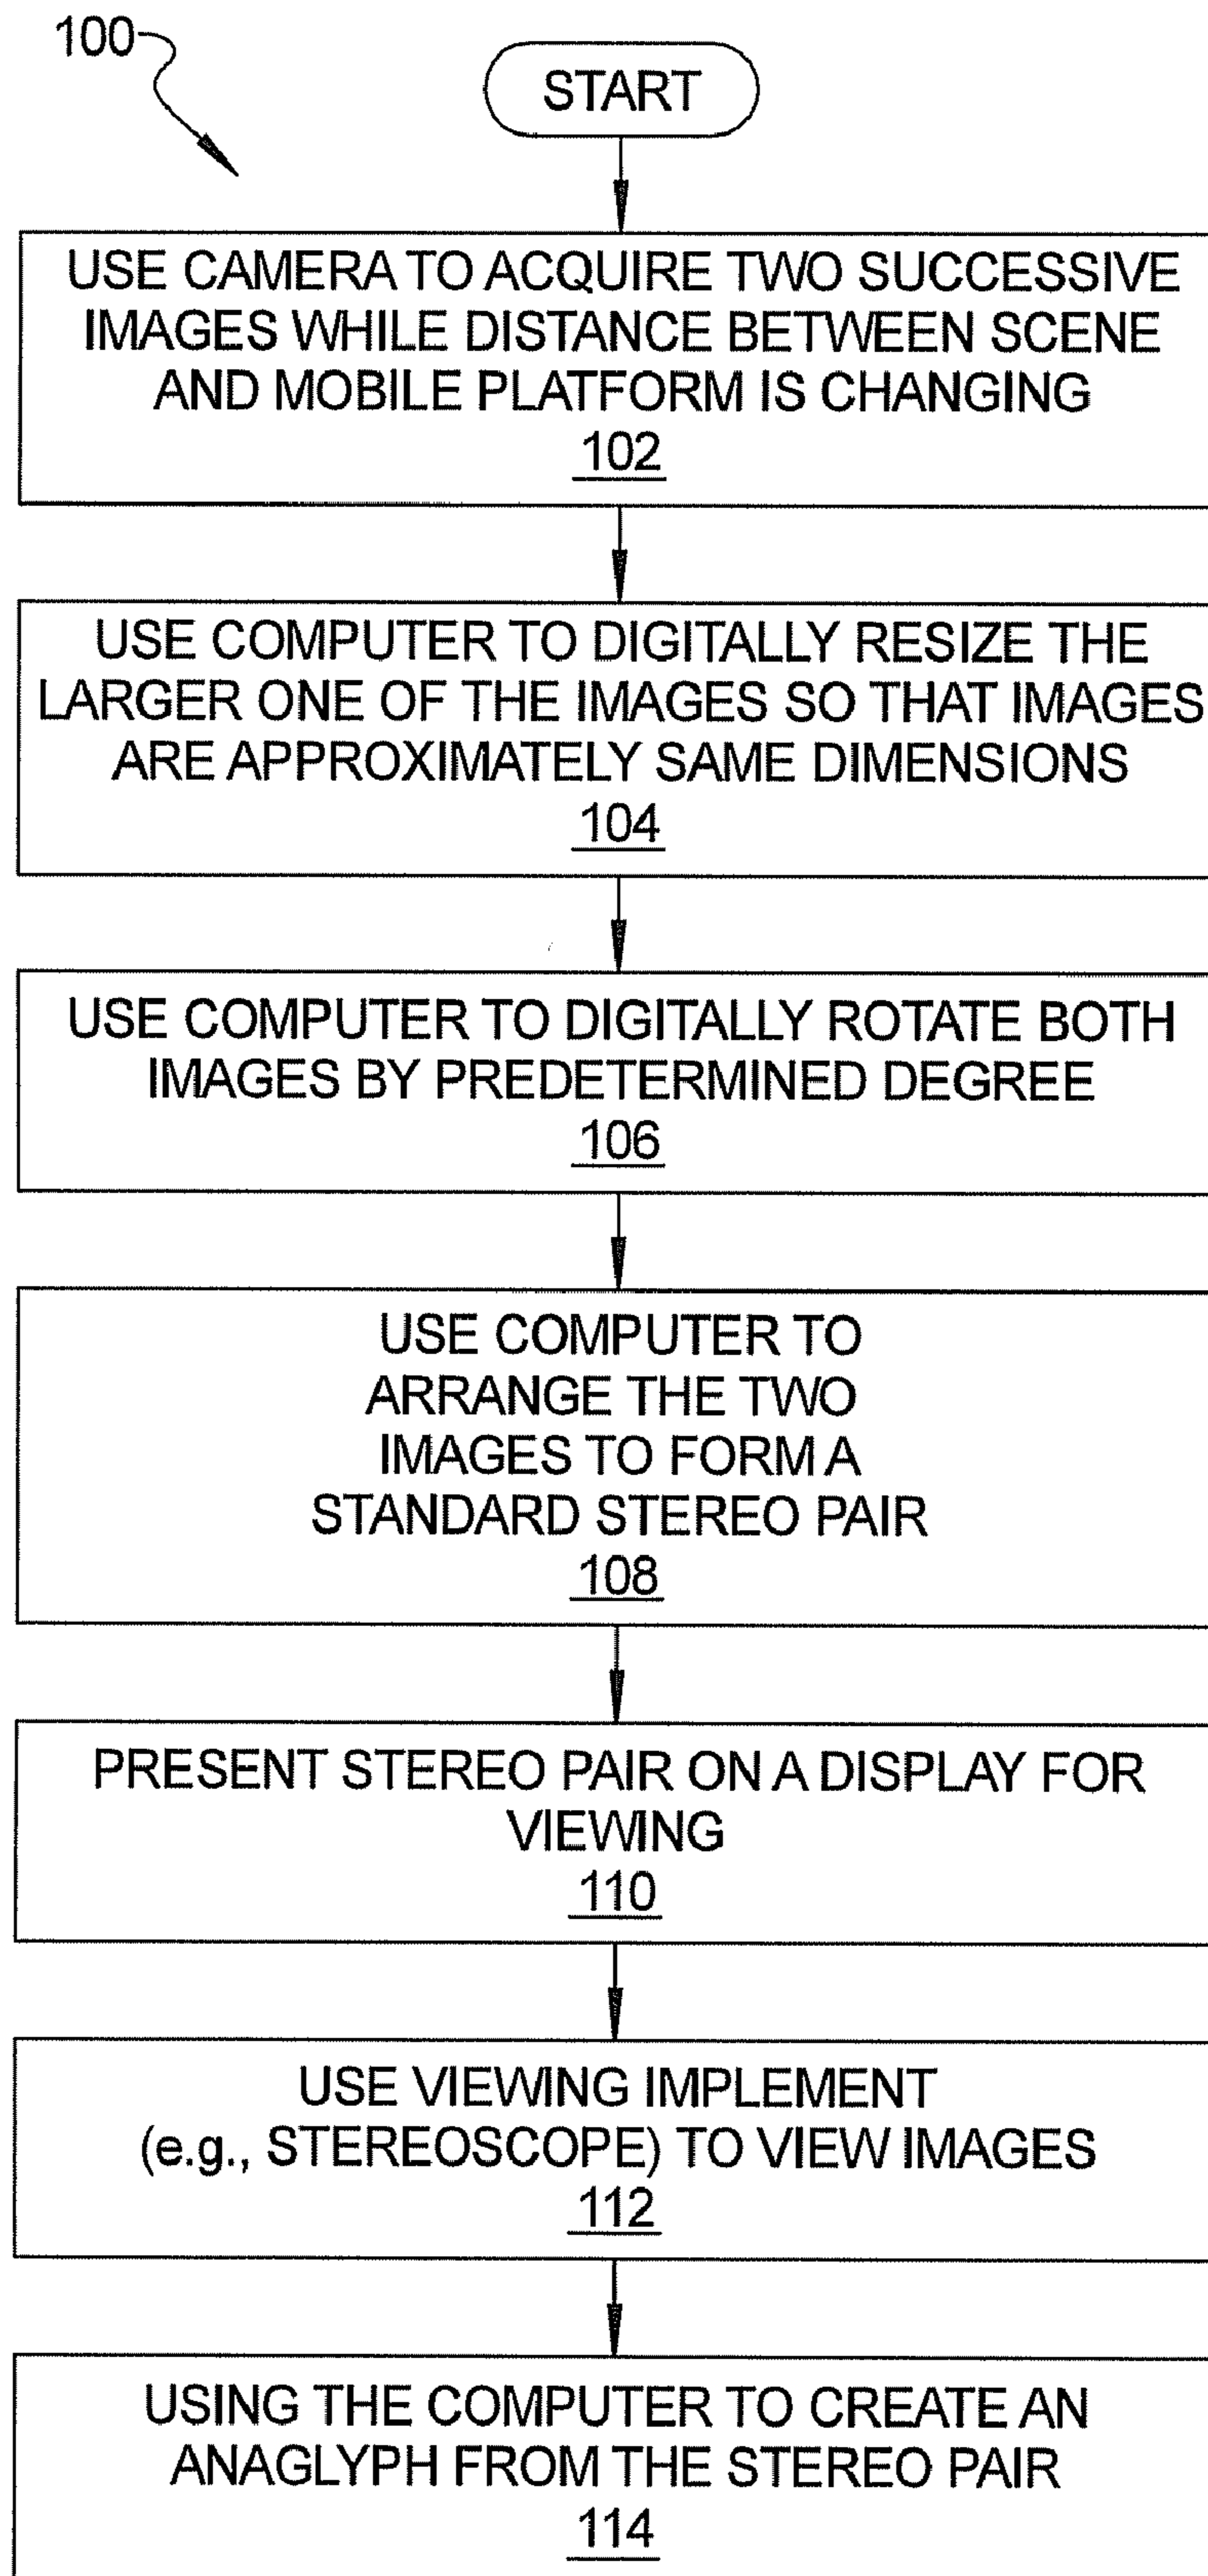 100
START
USE CAMERA TO ACQUIRE TWO SUCCESSIVE
IMAGES WHILE DISTANCE BETWEEN SCENE
AND MOBILE PLATFORM IS CHANGING
102
USE COMPUTER TO DIGITALLY RESIZE THE
LARGER ONE OF THE IMAGES SO THAT IMAGES
ARE APPROXIMATELY SAME DIMENSIONS
104
USE COMPUTER TO DIGITALLY ROTATE BOTH
IMAGES BY PREDETERMINED DEGREE
106
USE COMPUTER TO
ARRANGE THE TWO
IMAGES TO FORM A
STANDARD STEREO PAIR
108
PRESENT STEREO PAIR ON A DISPLAY FOR
VIEWING
110
USE VIEWING IMPLEMENT
(e.g., STEREOSCOPE) TO VIEW IMAGES
112
USING THE COMPUTER TO CREATE AN
ANAGLYPH FROM THE STEREO PAIR
114